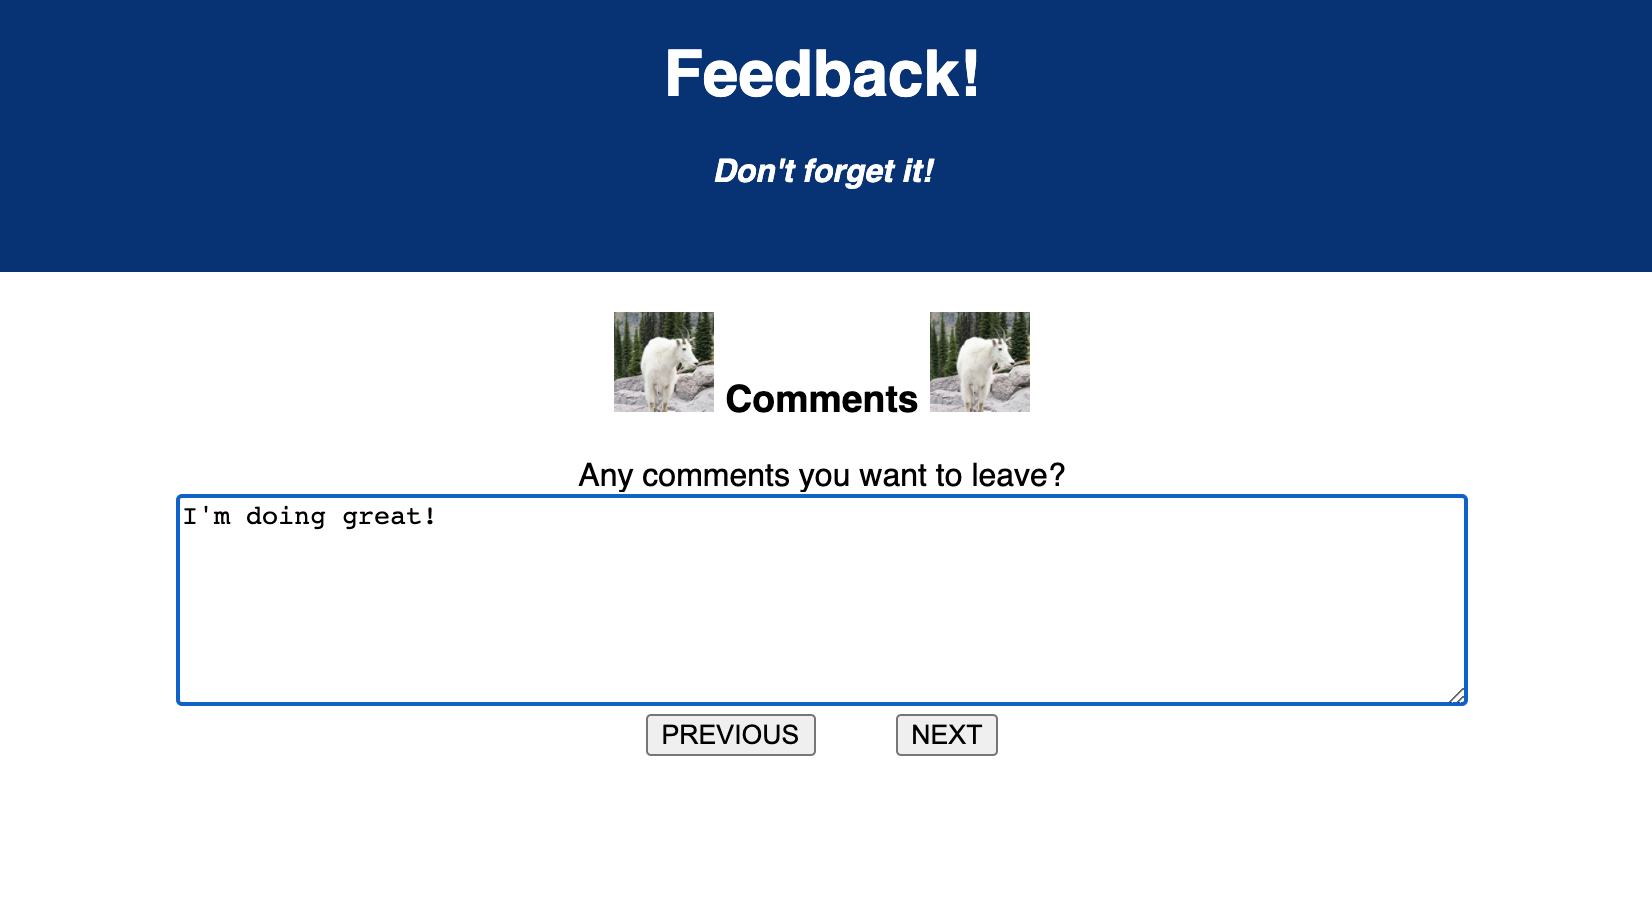 Feedback!
Don't forget it!
Comments
Any comments you want to leave?
I'm doing great!
PREVIOUS NEXT